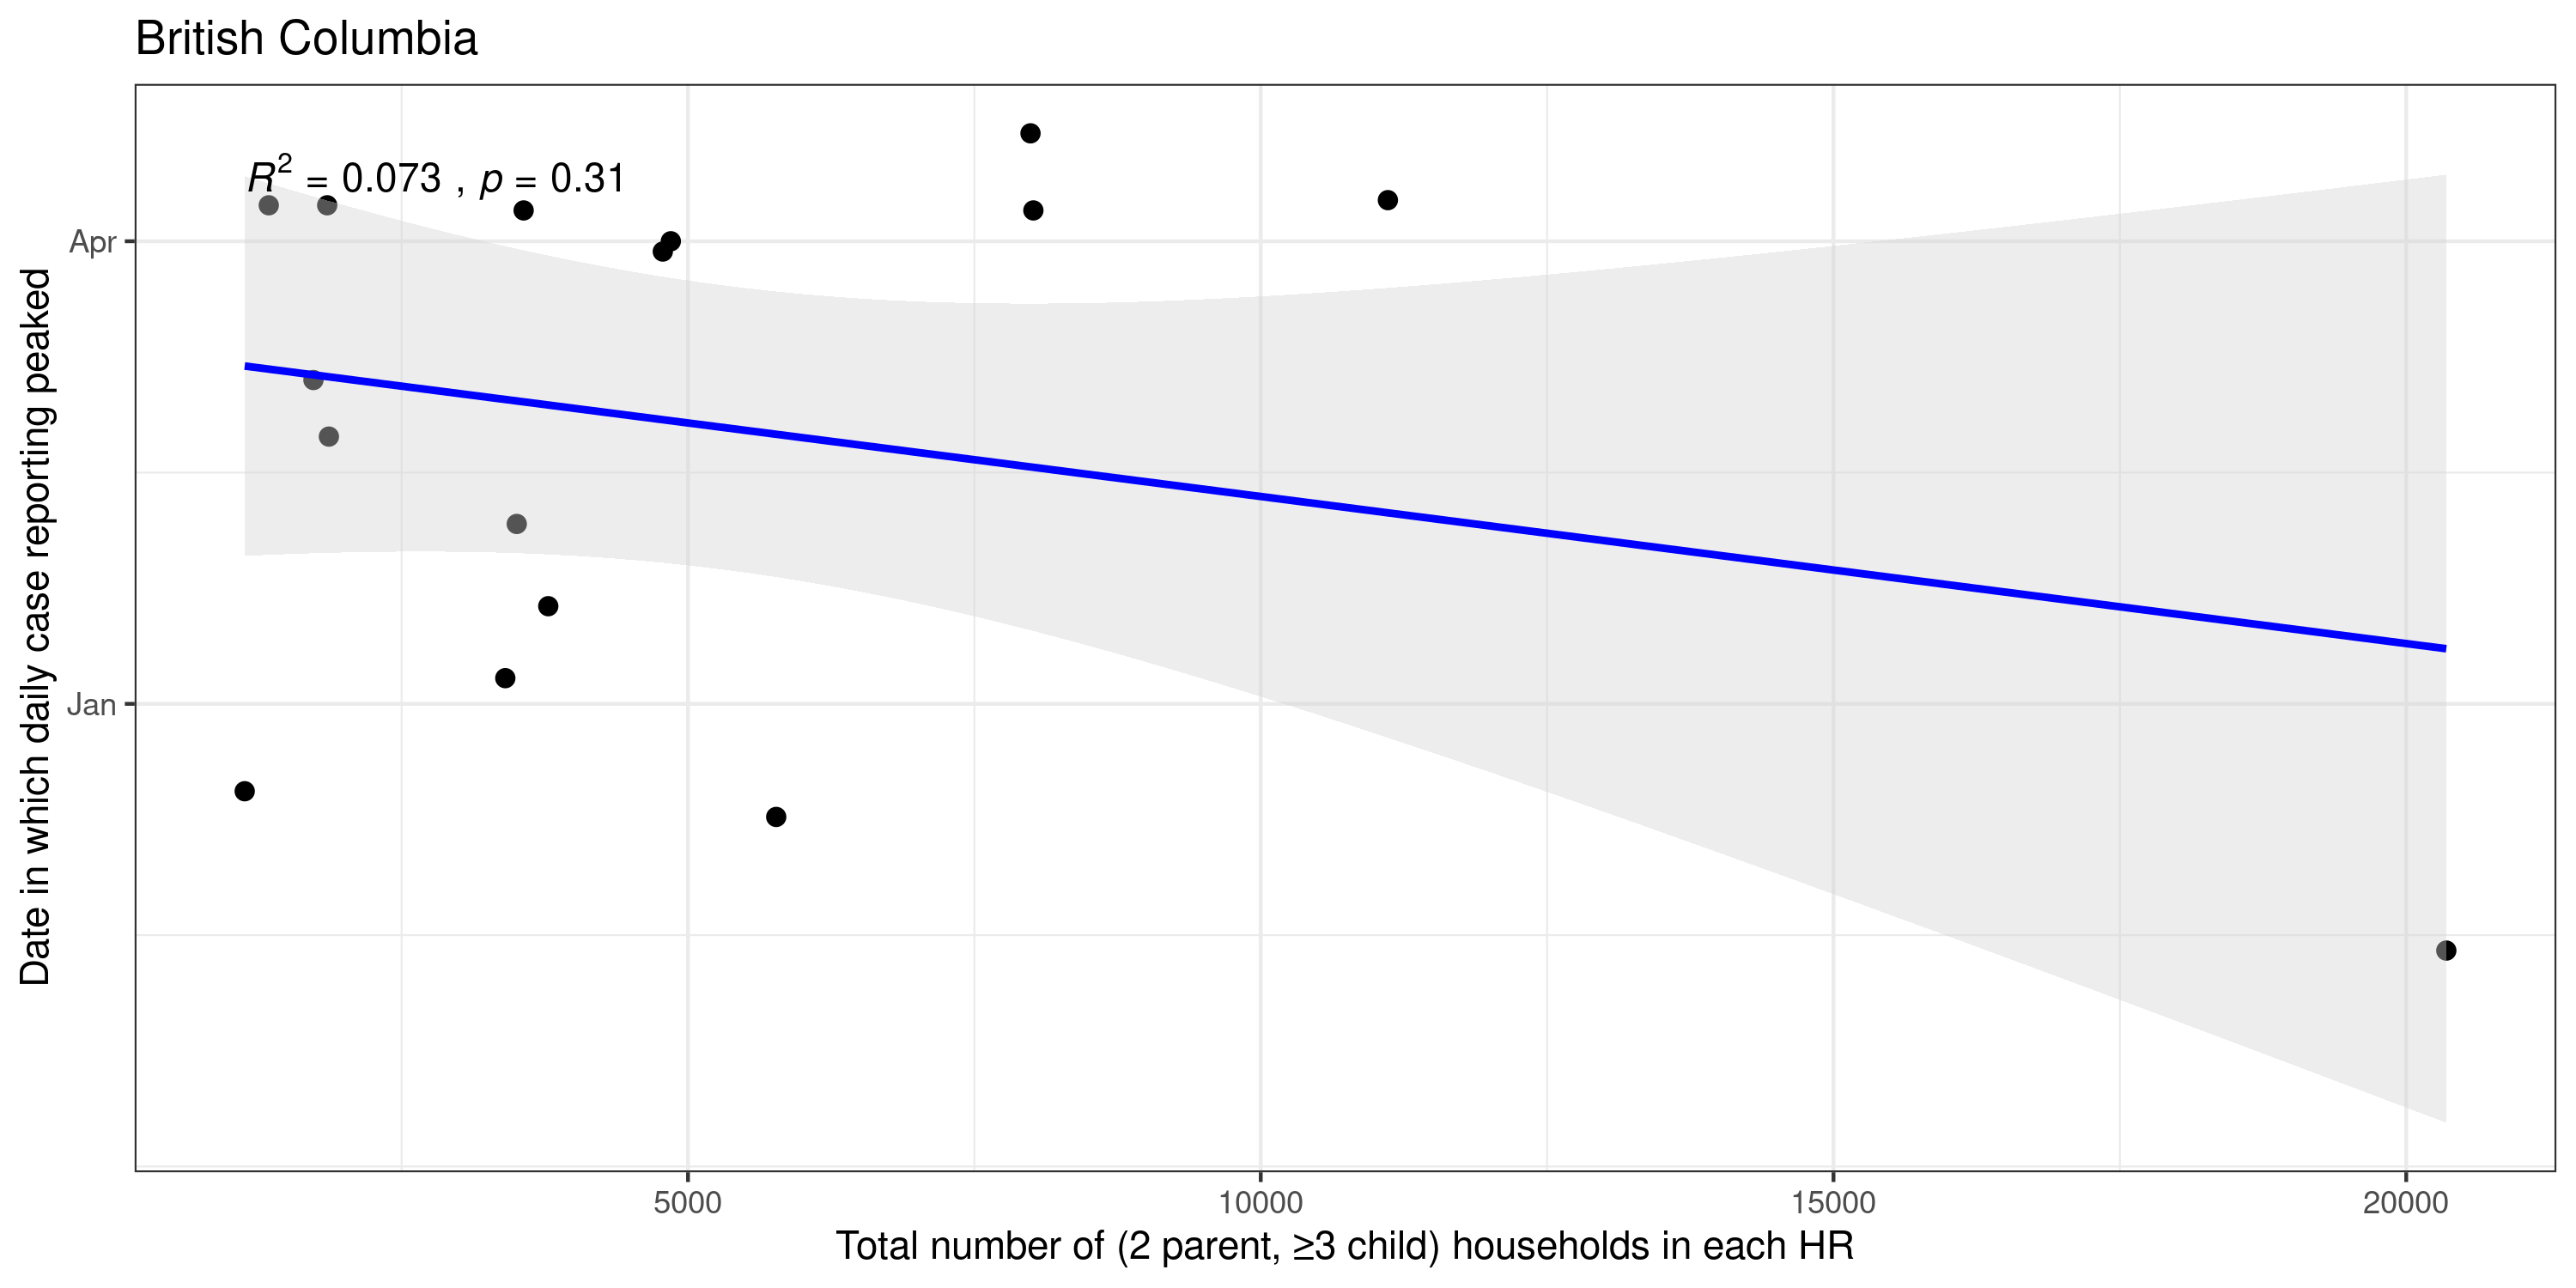 British Columbia
R² = 0.073 , p = 0.31
Apr
Jan
Date in which daily case reporting peaked
5000 10000 15000 20000
Total number of (2 parent, ≥3 child) households in each HR